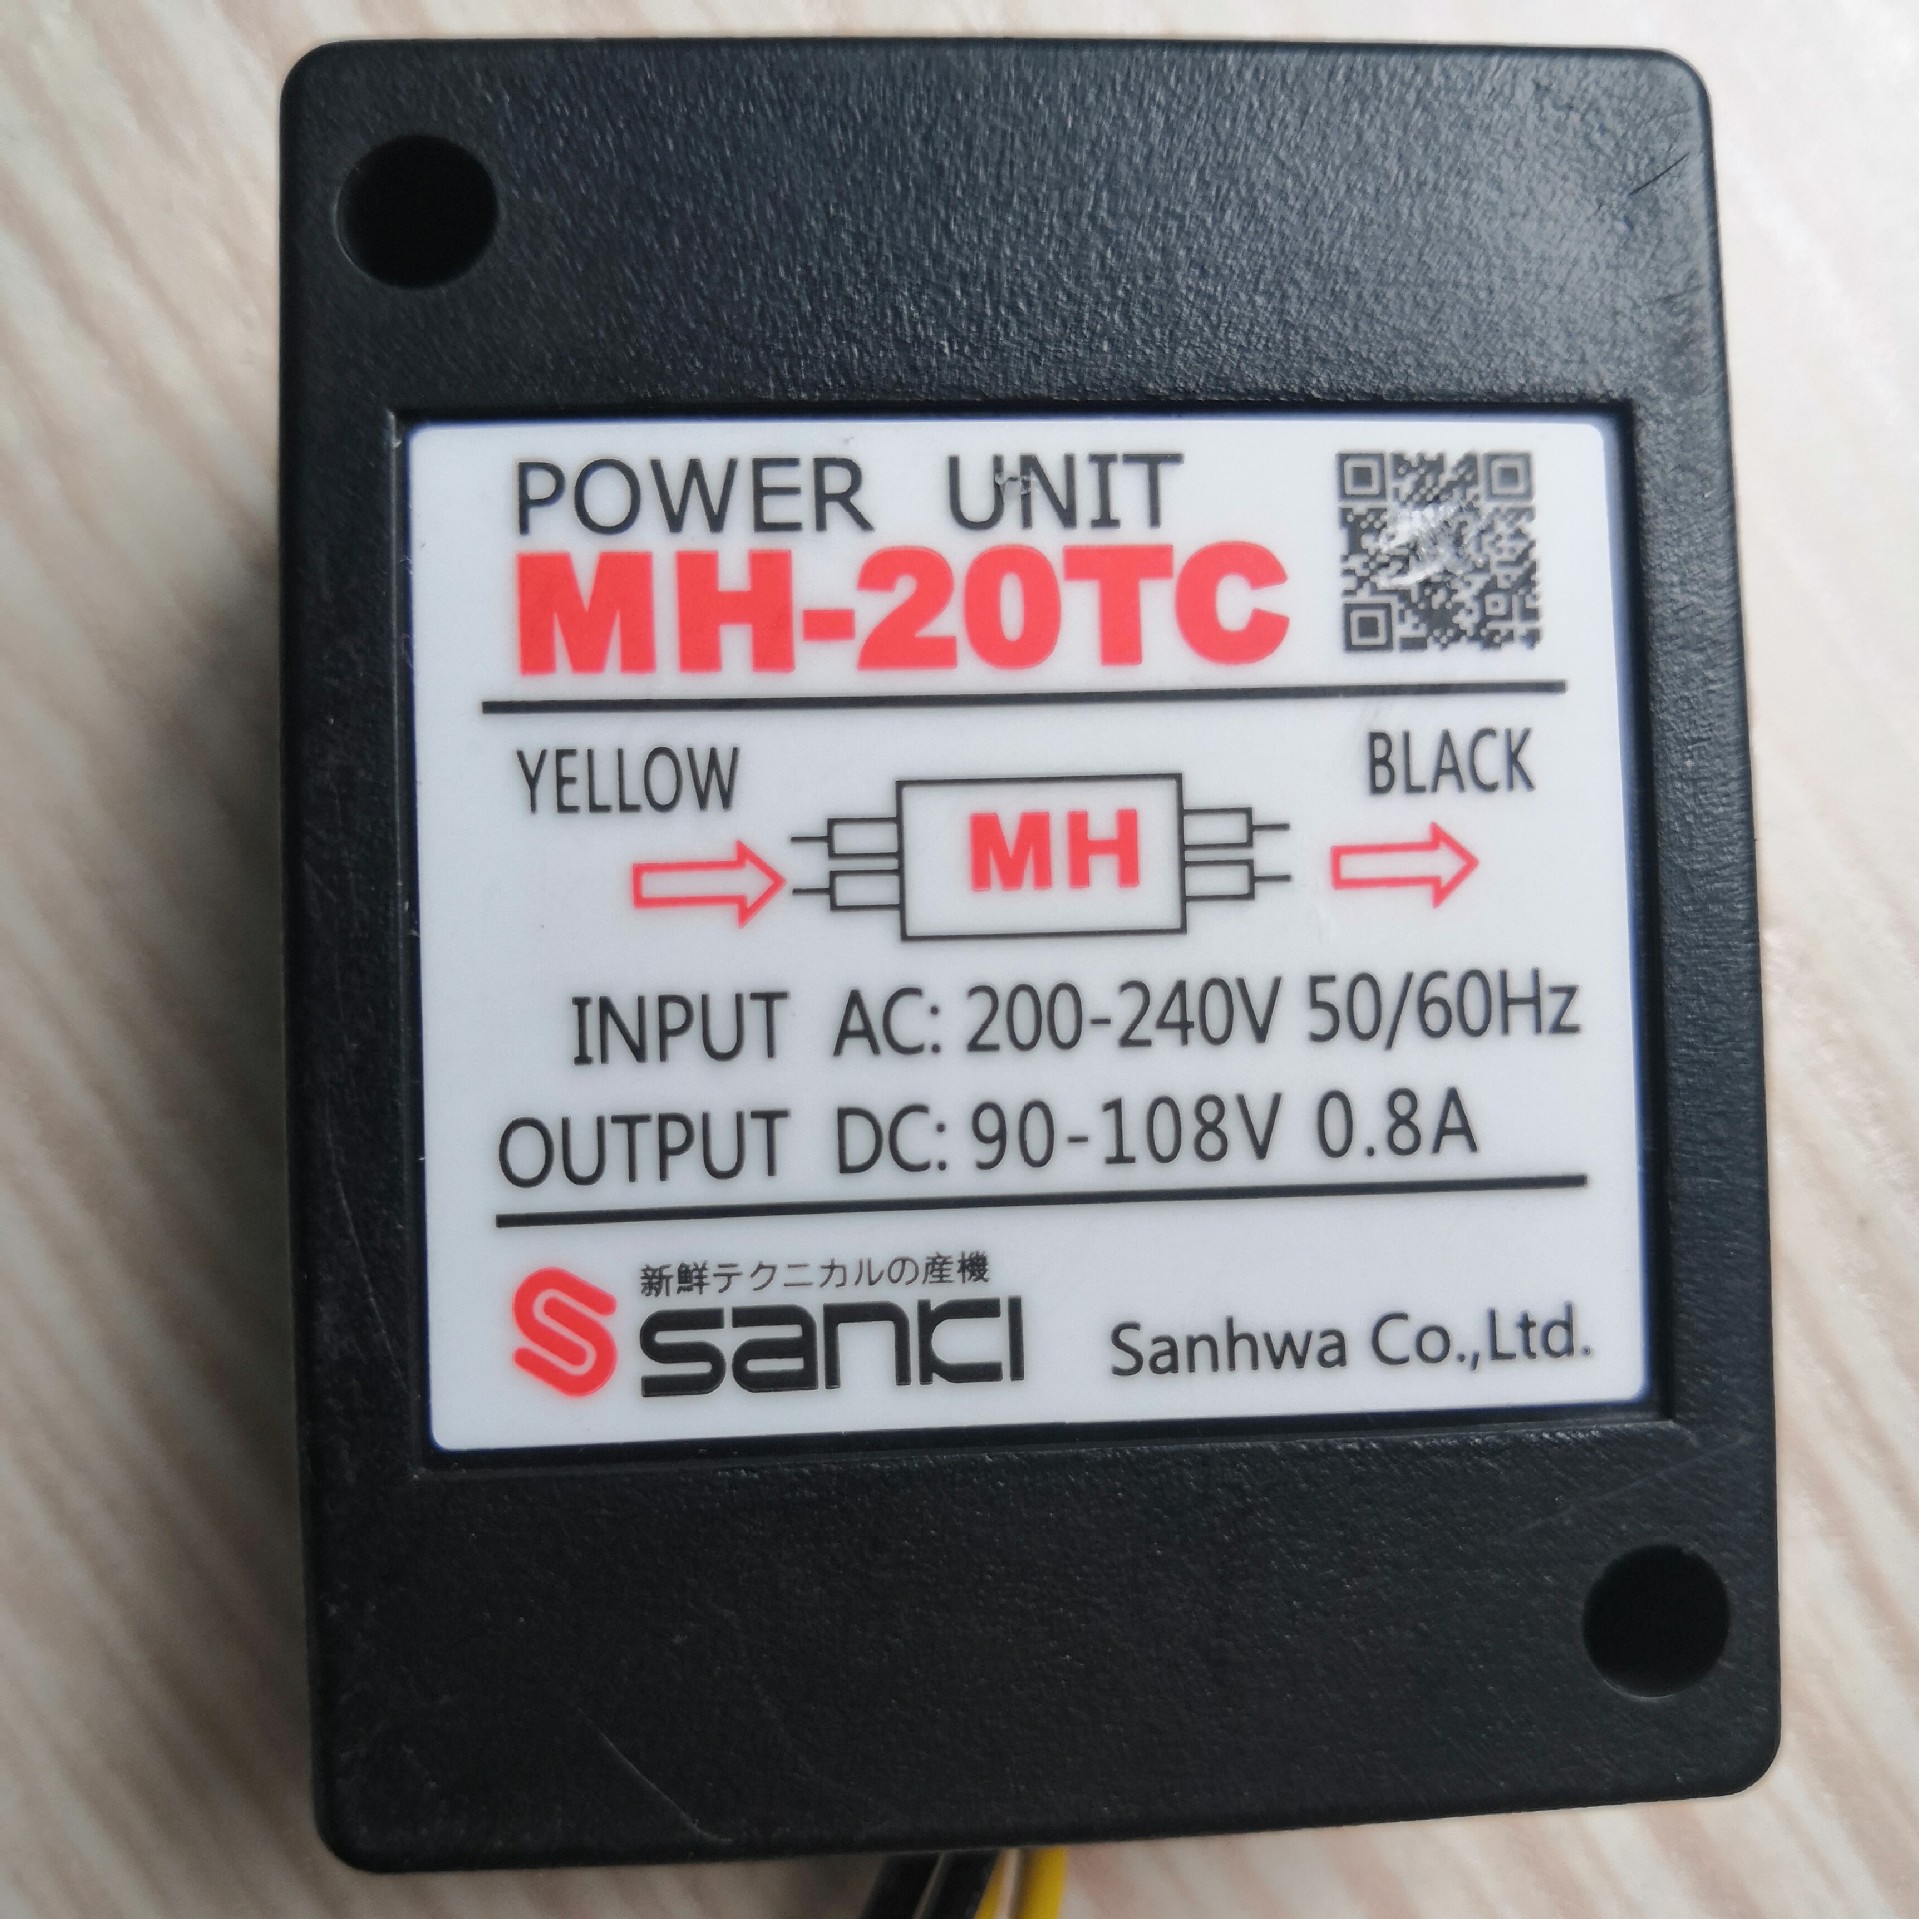 POWER UNIT
MH-20TC
YELLOW
BLACK
MH
INPUT AC: 200-240V 50/60Hz
OUTPUT DC: 90-108V 0.8A
新鮮テクニカルの産機
sanki
Sanhwa Co.,Ltd.